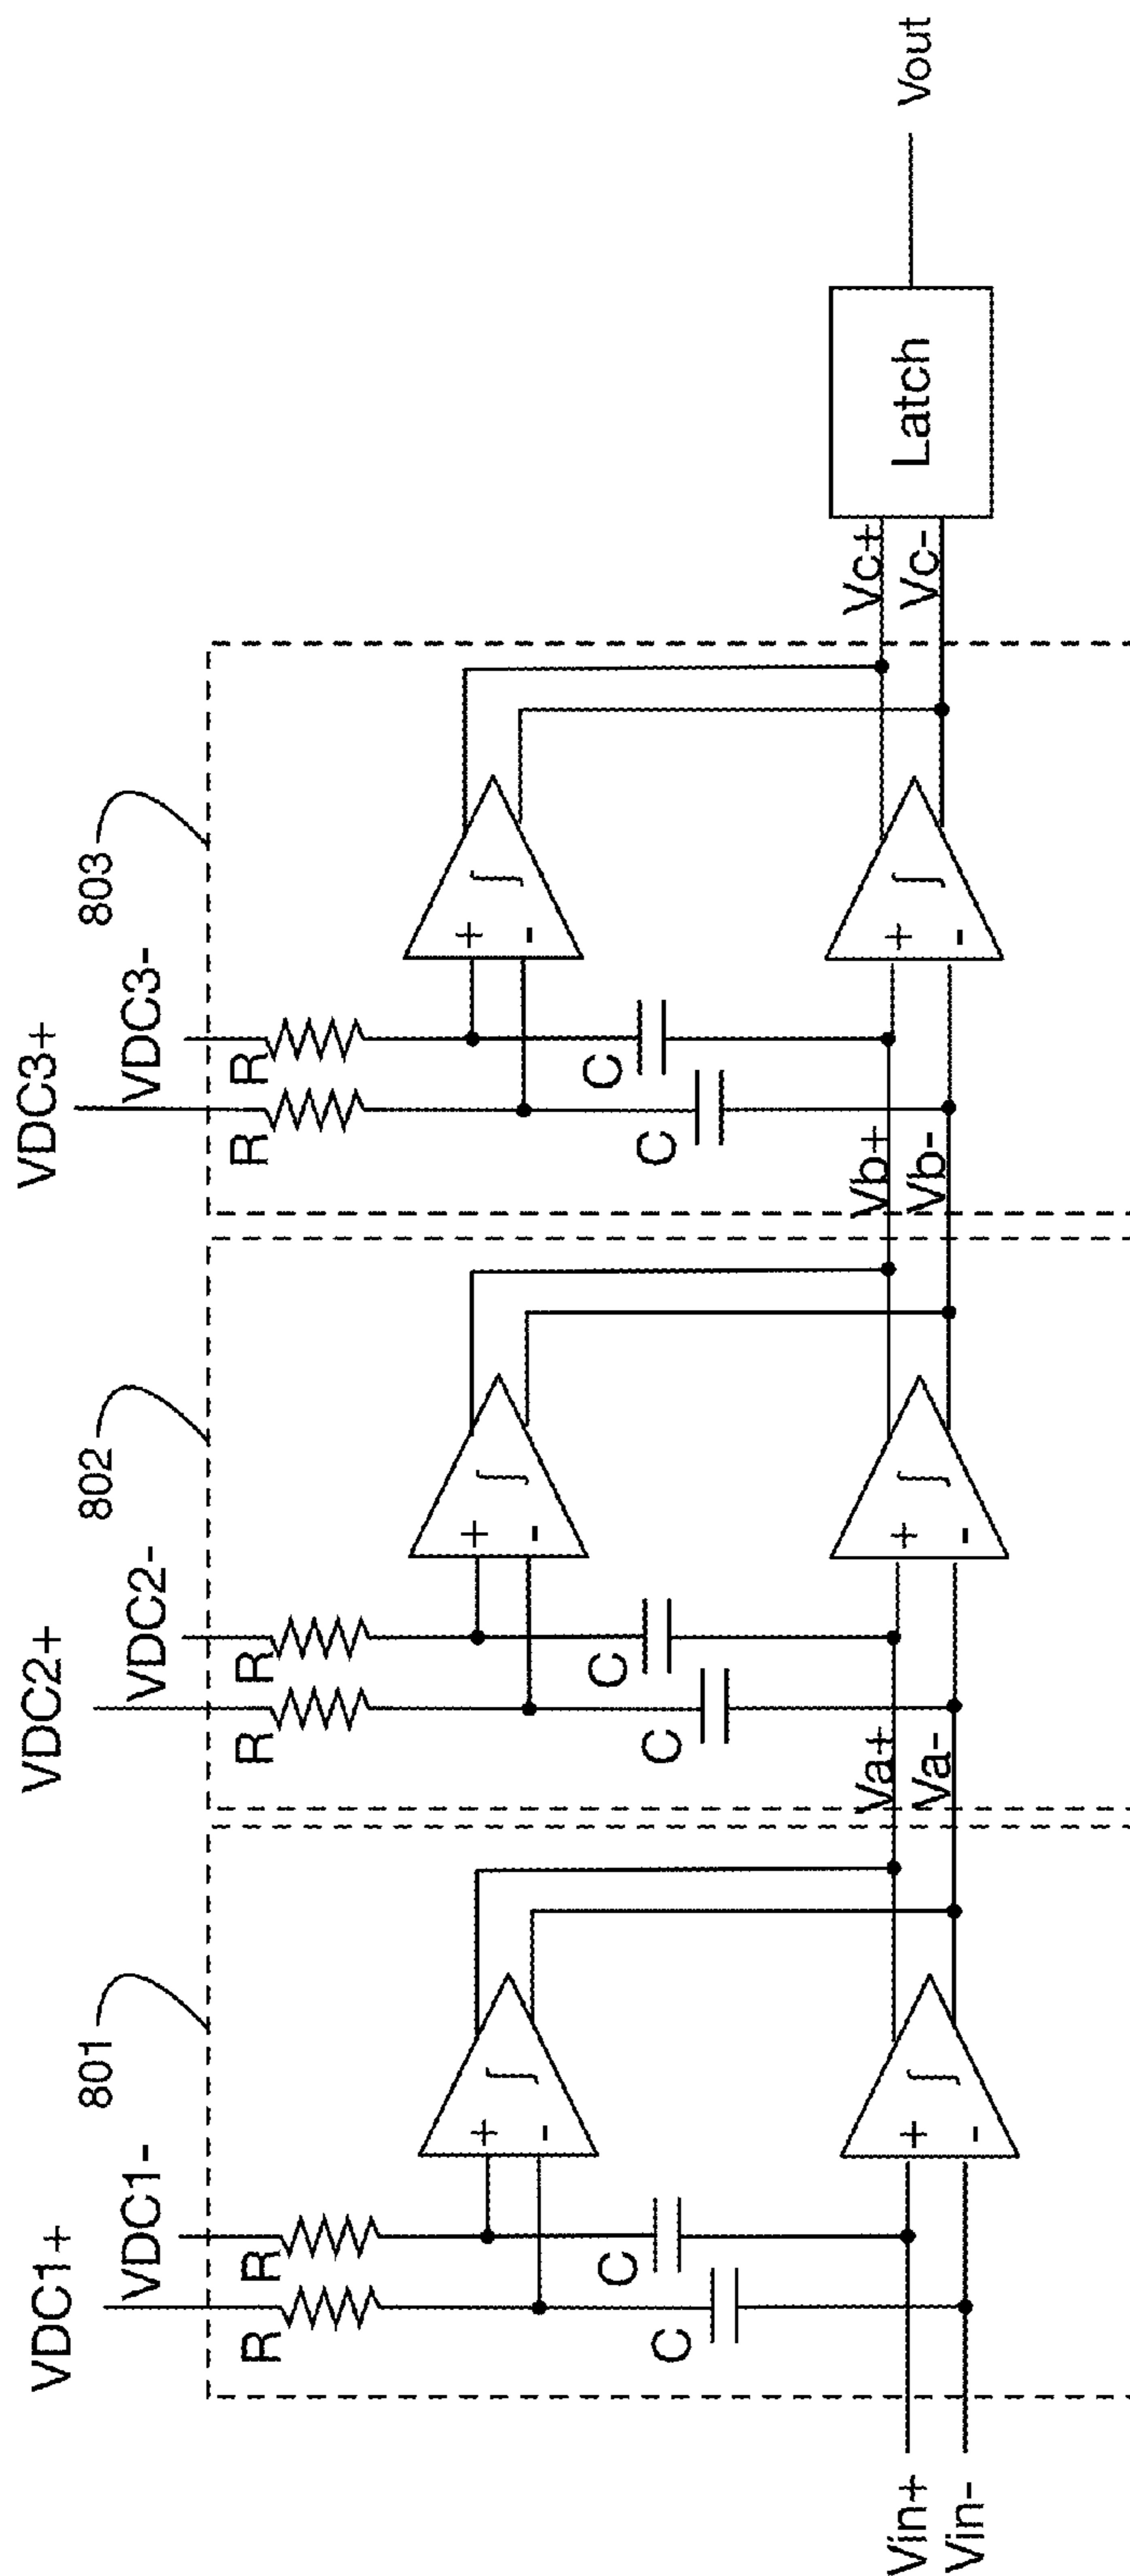 VDC1+
VDC1-
801
R
R
C
C
+
-
∫
+
-
∫
Vin+
Vin-
VDC2+
VDC2-
802
R
R
C
C
+
-
∫
+
-
∫
Va+
Va-
VDC3+
VDC3-
803
R
R
C
C
+
-
∫
+
-
∫
Vb+
Vb-
Vc+
Vc-
Latch
Vout